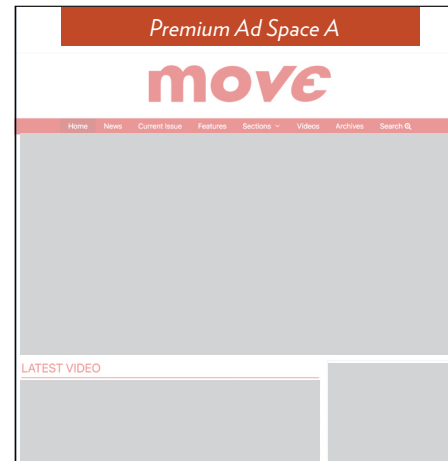 Premium Ad Space A
move
Home News Current Issue Features Sections Videos Archives Search
LATEST VIDEO